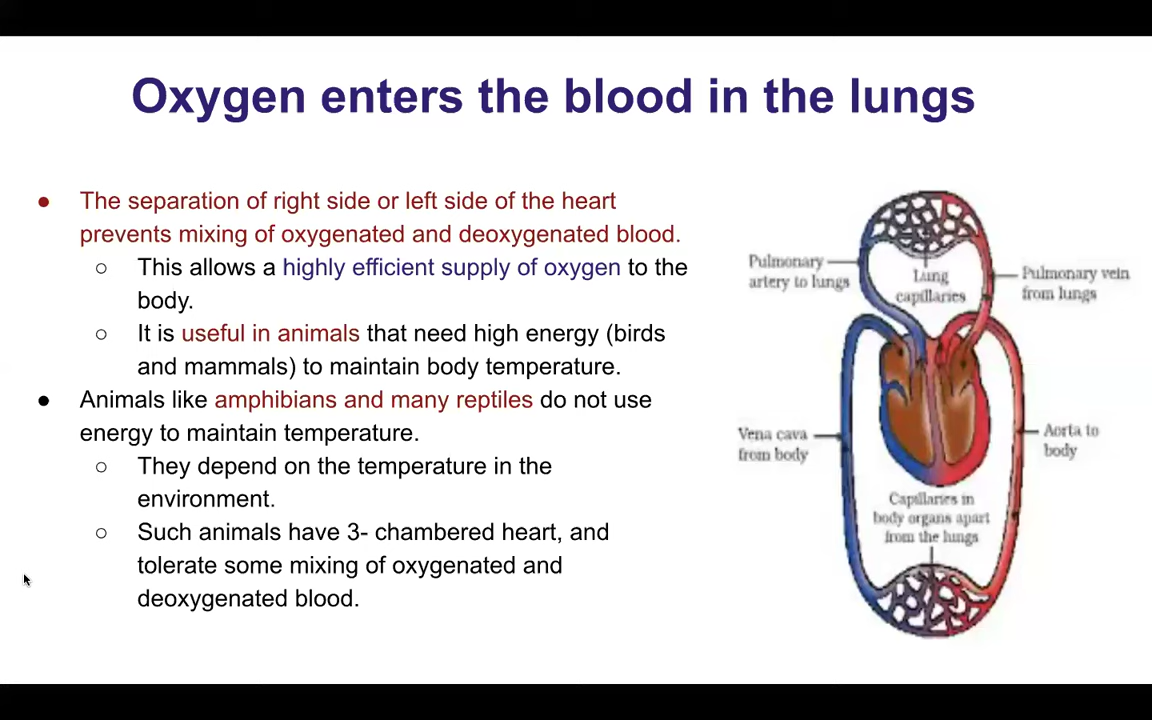 Oxygen enters the blood in the lungs
● The separation of right side or left side of the heart
prevents mixing of oxygenated and deoxygenated blood.
○ This allows a highly efficient supply of oxygen to the
body.
○ It is useful in animals that need high energy (birds
and mammals) to maintain body temperature.
● Animals like amphibians and many reptiles do not use
energy to maintain temperature.
○ They depend on the temperature in the
environment.
○ Such animals have 3- chambered heart, and
tolerate some mixing of oxygenated and
deoxygenated blood.
Pulmonary
artery to lungs
Lung
capillaries
Pulmonary vein
from lungs
Vena cava
from body
Aorta to
body
Capillaries in
body organs apart
from the lungs